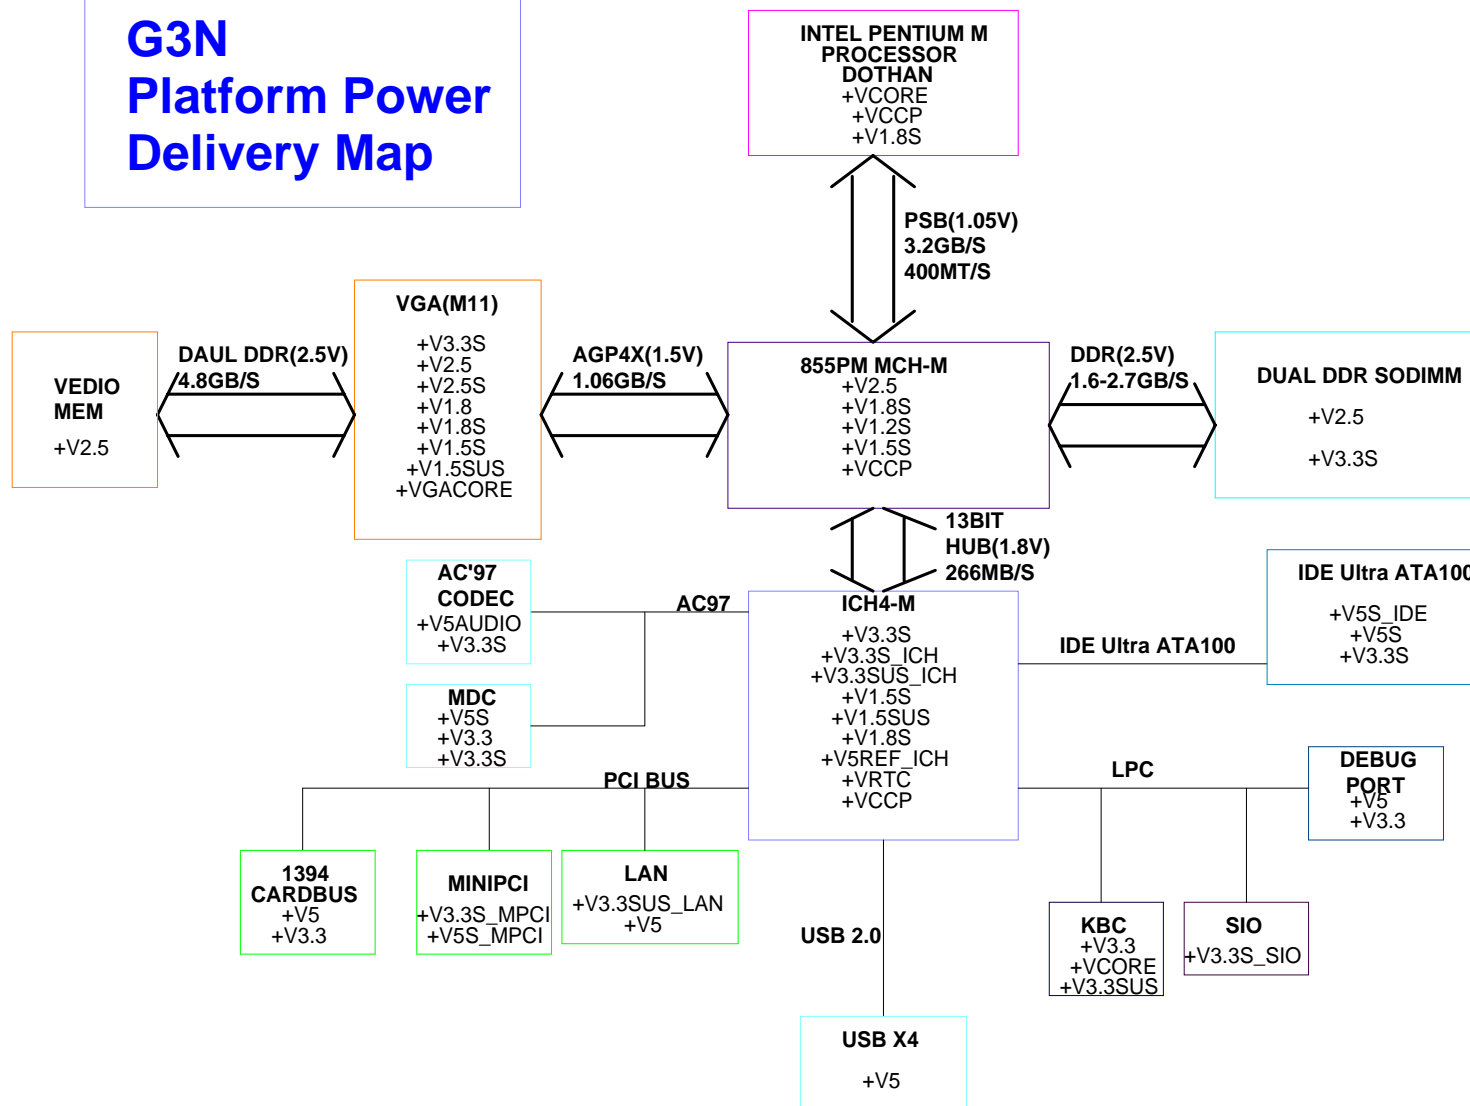 G3N
Platform Power
Delivery Map
INTEL PENTIUM M
PROCESSOR
DOTHAN
+VCORE
+VCCP
+V1.8S
PSB(1.05V)
3.2GB/S
400MT/S
VEDIO
MEM
+V2.5
DAUL DDR(2.5V)
4.8GB/S
VGA(M11)
+V3.3S
+V2.5
+V2.5S
+V1.8
+V1.8S
+V1.5S
+V1.5SUS
+VGACORE
AGP4X(1.5V)
1.06GB/S
855PM MCH-M
+V2.5
+V1.8S
+V1.2S
+V1.5S
+VCCP
DDR(2.5V)
1.6-2.7GB/S
DUAL DDR SODIMM
+V2.5
+V3.3S
13BIT
HUB(1.8V)
266MB/S
AC'97
CODEC
+V5AUDIO
+V3.3S
AC97
MDC
+V5S
+V3.3
+V3.3S
ICH4-M
+V3.3S
+V3.3S_ICH
+V3.3SUS_ICH
+V1.5S
+V1.5SUS
+V1.8S
+V5REF_ICH
+VRTC
+VCCP
IDE Ultra ATA100
IDE Ultra ATA100
+V5S_IDE
+V5S
+V3.3S
PCI BUS
LPC
DEBUG
PORT
+V5
+V3.3
1394
CARDBUS
+V5
+V3.3
MINIPCI
+V3.3S_MPCI
+V5S_MPCI
LAN
+V3.3SUS_LAN
+V5
USB 2.0
KBC
+V3.3
+VCORE
+V3.3SUS
SIO
+V3.3S_SIO
USB X4
+V5